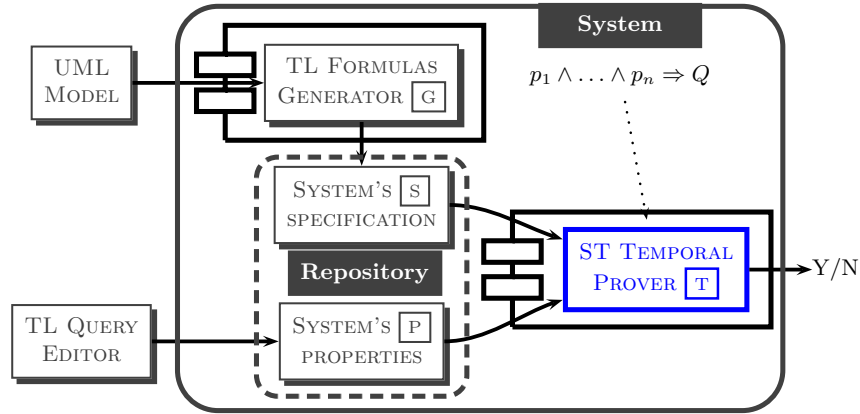 System
UML
MODEL
TL FORMULAS
GENERATOR G
p₁ ∧ … ∧ pₙ ⇒ Q
SYSTEM'S S
SPECIFICATION
Repository
ST TEMPORAL
PROVER T
Y/N
TL QUERY
EDITOR
SYSTEM'S P
PROPERTIES